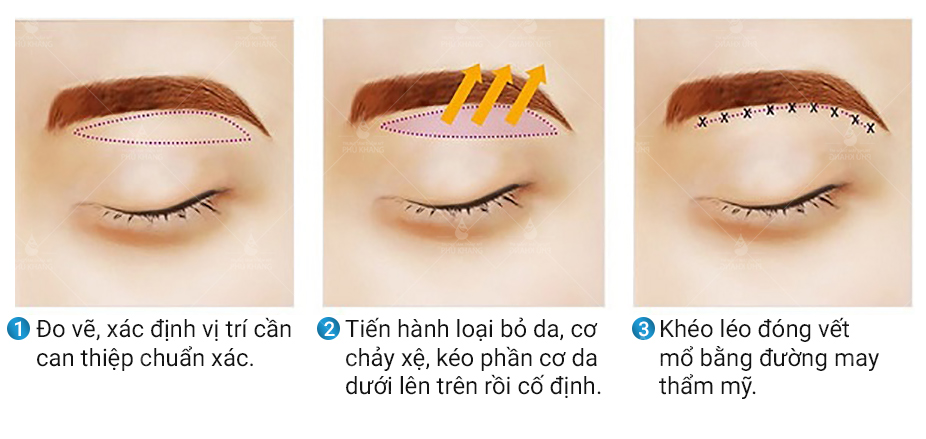 1 Đo vẽ, xác định vị trí cần
can thiệp chuẩn xác.
2 Tiến hành loại bỏ da, cơ
chảy xệ, kéo phần cơ da
dưới lên trên rồi cố định.
3 Khéo léo đóng vết
mổ bằng đường may
thẩm mỹ.